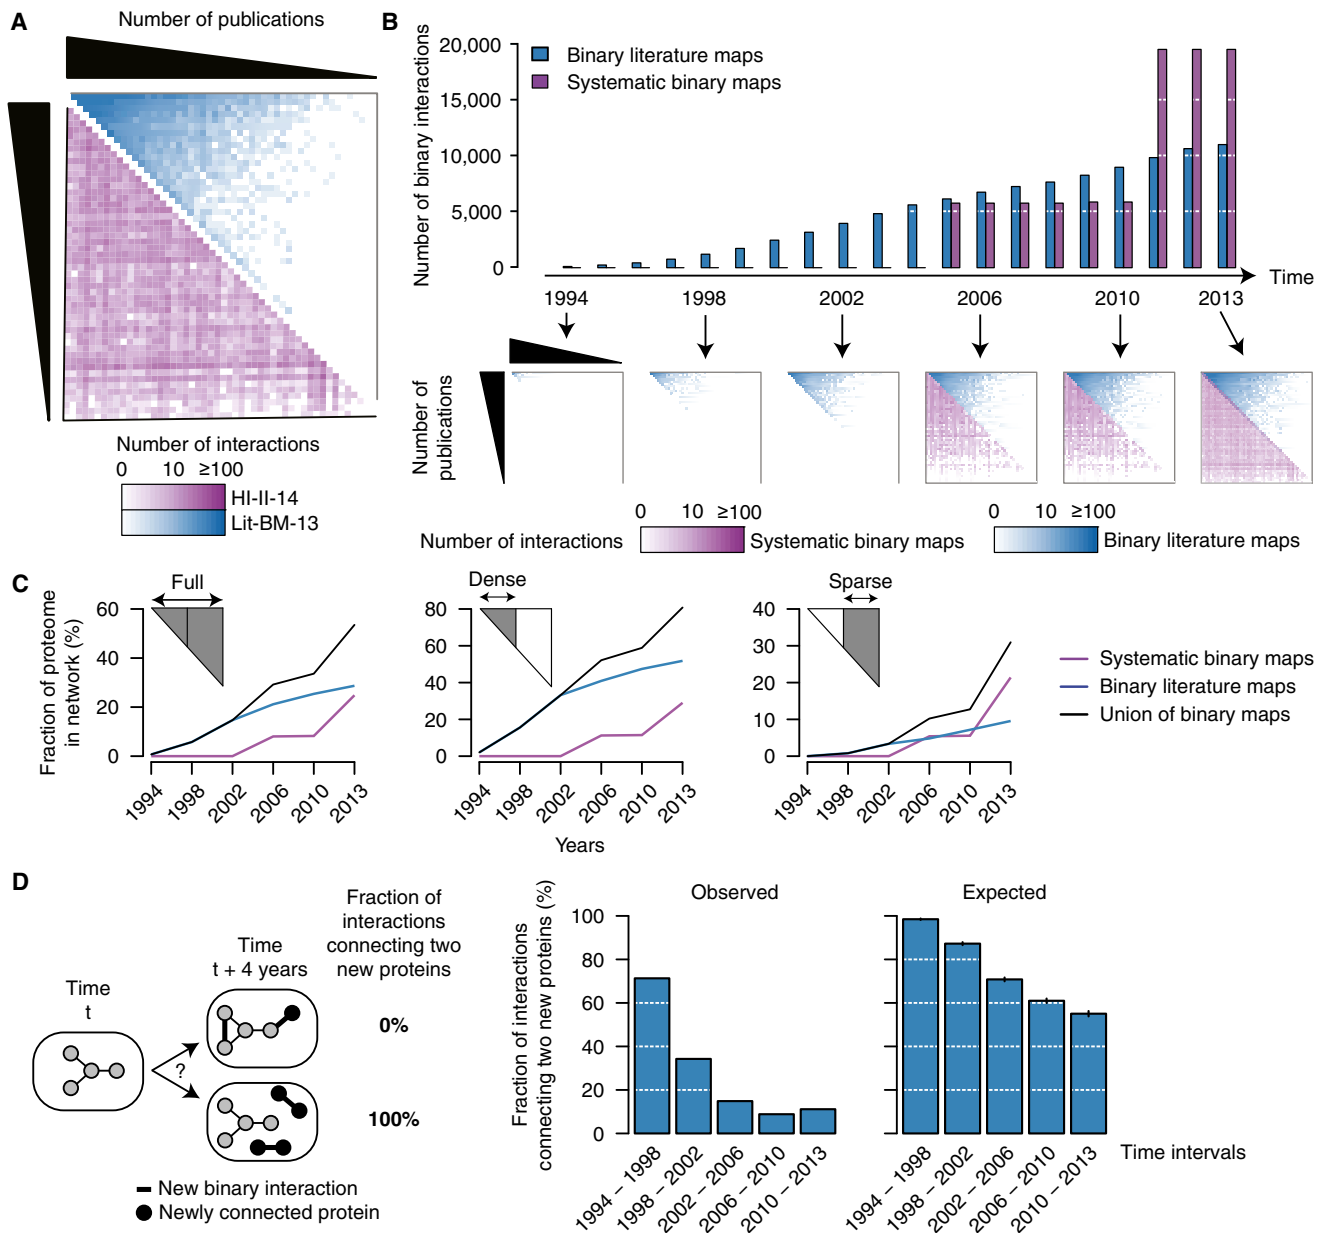 A
Number of publications
Number of interactions
0 10 ≥100
HI-II-14
Lit-BM-13
B
Number of binary interactions
20,000
15,000
10,000
5,000
0
Binary literature maps
Systematic binary maps
Time
1994 1998 2002 2006 2010 2013
Number of
publications
Number of interactions
0 10 ≥100
Systematic binary maps
0 10 ≥100
Binary literature maps
C
Fraction of proteome
in network (%)
Full
60
40
20
0
1994 1998 2002 2006 2010 2013
Dense
80
60
40
20
0
1994 1998 2002 2006 2010 2013
Sparse
40
30
20
10
0
1994 1998 2002 2006 2010 2013
Years
Systematic binary maps
Binary literature maps
Union of binary maps
D
Time
t
?
Time
t + 4 years
Fraction of
interactions
connecting two
new proteins
0%
100%
New binary interaction
Newly connected protein
Fraction of interactions
connecting two new proteins (%)
Observed
100
80
60
40
20
0
1994 – 1998
1998 – 2002
2002 – 2006
2006 – 2010
2010 – 2013
Expected
1994 – 1998
1998 – 2002
2002 – 2006
2006 – 2010
2010 – 2013
Time intervals